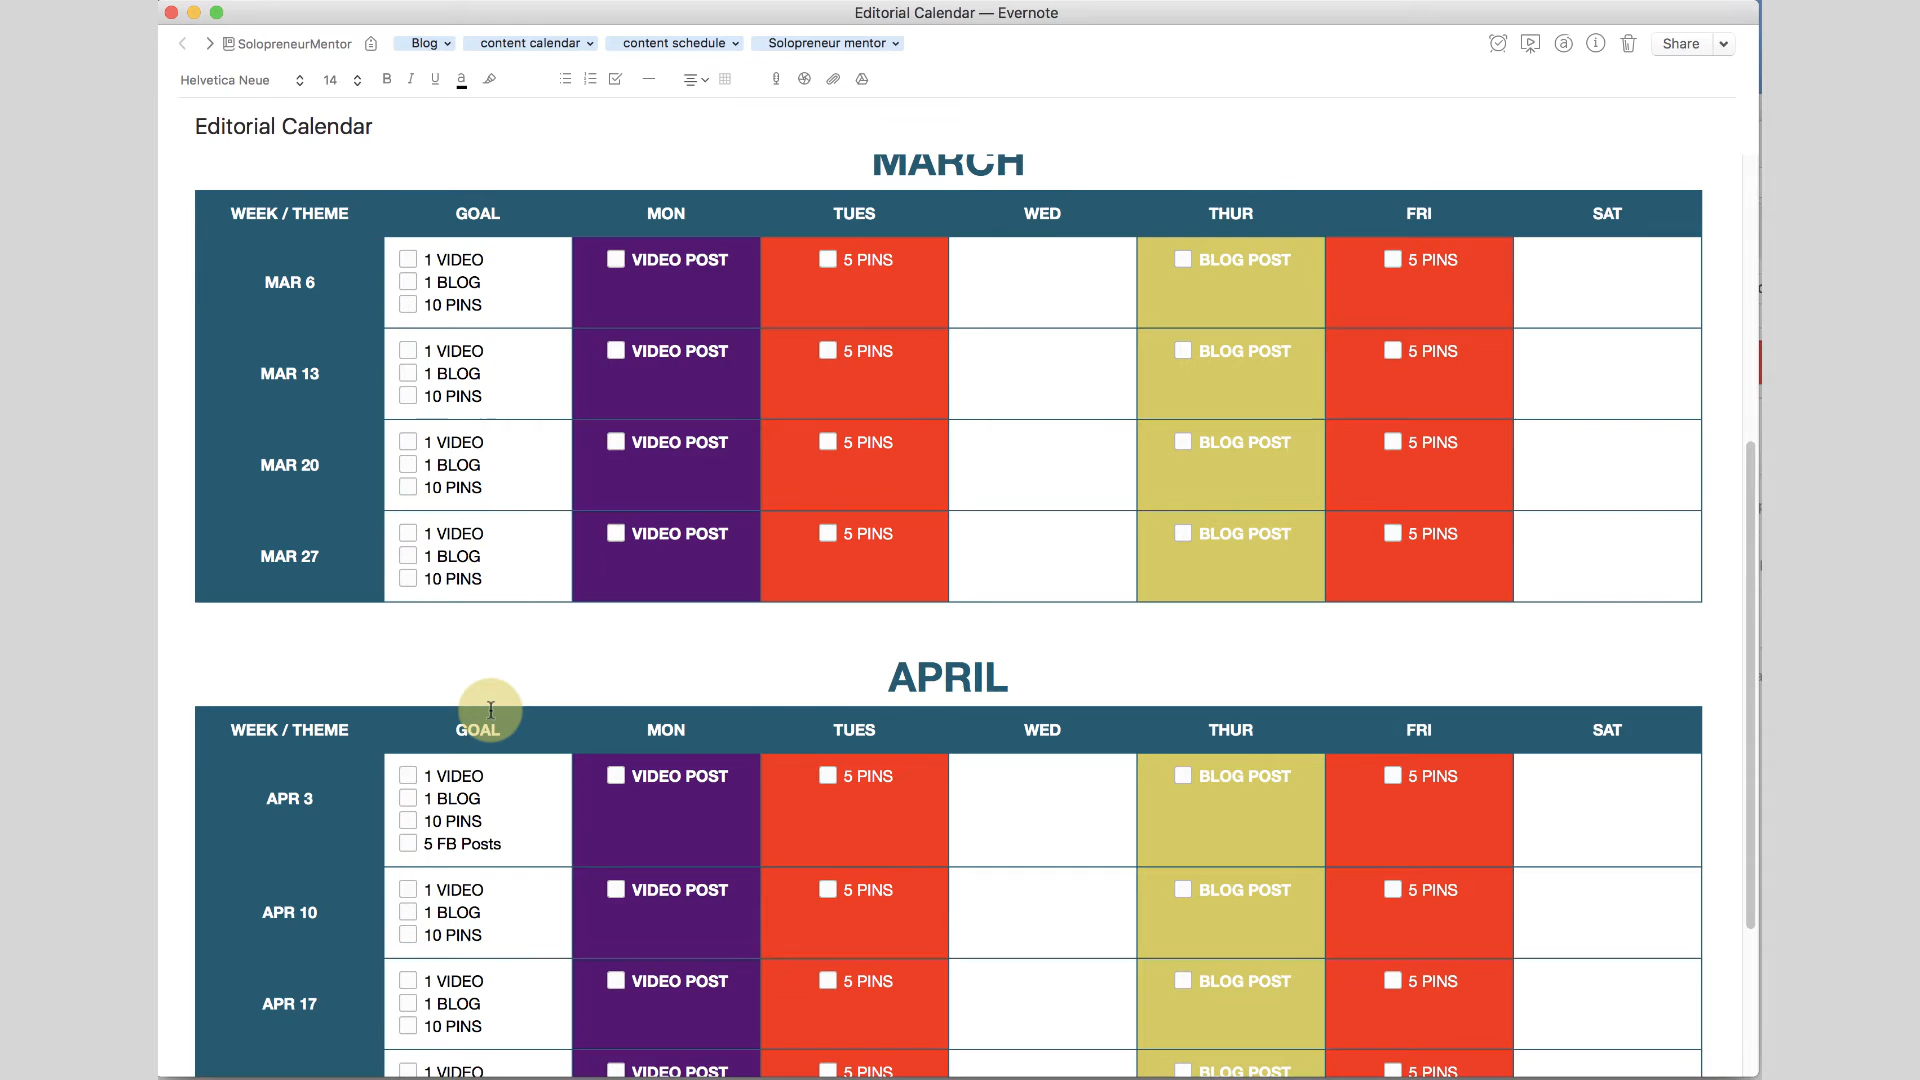 Editorial Calendar — Evernote
SolopreneurMentor Blog content calendar content schedule Solopreneur mentor Share
Helvetica Neue 14 B I U a
Editorial Calendar
MARCH
WEEK / THEME GOAL MON TUES WED THUR FRI SAT
MAR 6
1 VIDEO
1 BLOG
10 PINS
VIDEO POST 5 PINS BLOG POST 5 PINS
MAR 13
1 VIDEO
1 BLOG
10 PINS
VIDEO POST 5 PINS BLOG POST 5 PINS
MAR 20
1 VIDEO
1 BLOG
10 PINS
VIDEO POST 5 PINS BLOG POST 5 PINS
MAR 27
1 VIDEO
1 BLOG
10 PINS
VIDEO POST 5 PINS BLOG POST 5 PINS
APRIL
WEEK / THEME GOAL MON TUES WED THUR FRI SAT
APR 3
1 VIDEO
1 BLOG
10 PINS
5 FB Posts
VIDEO POST 5 PINS BLOG POST 5 PINS
APR 10
1 VIDEO
1 BLOG
10 PINS
VIDEO POST 5 PINS BLOG POST 5 PINS
APR 17
1 VIDEO
1 BLOG
10 PINS
VIDEO POST 5 PINS BLOG POST 5 PINS
1 VIDEO VIDEO POST 5 PINS BLOG POST 5 PINS